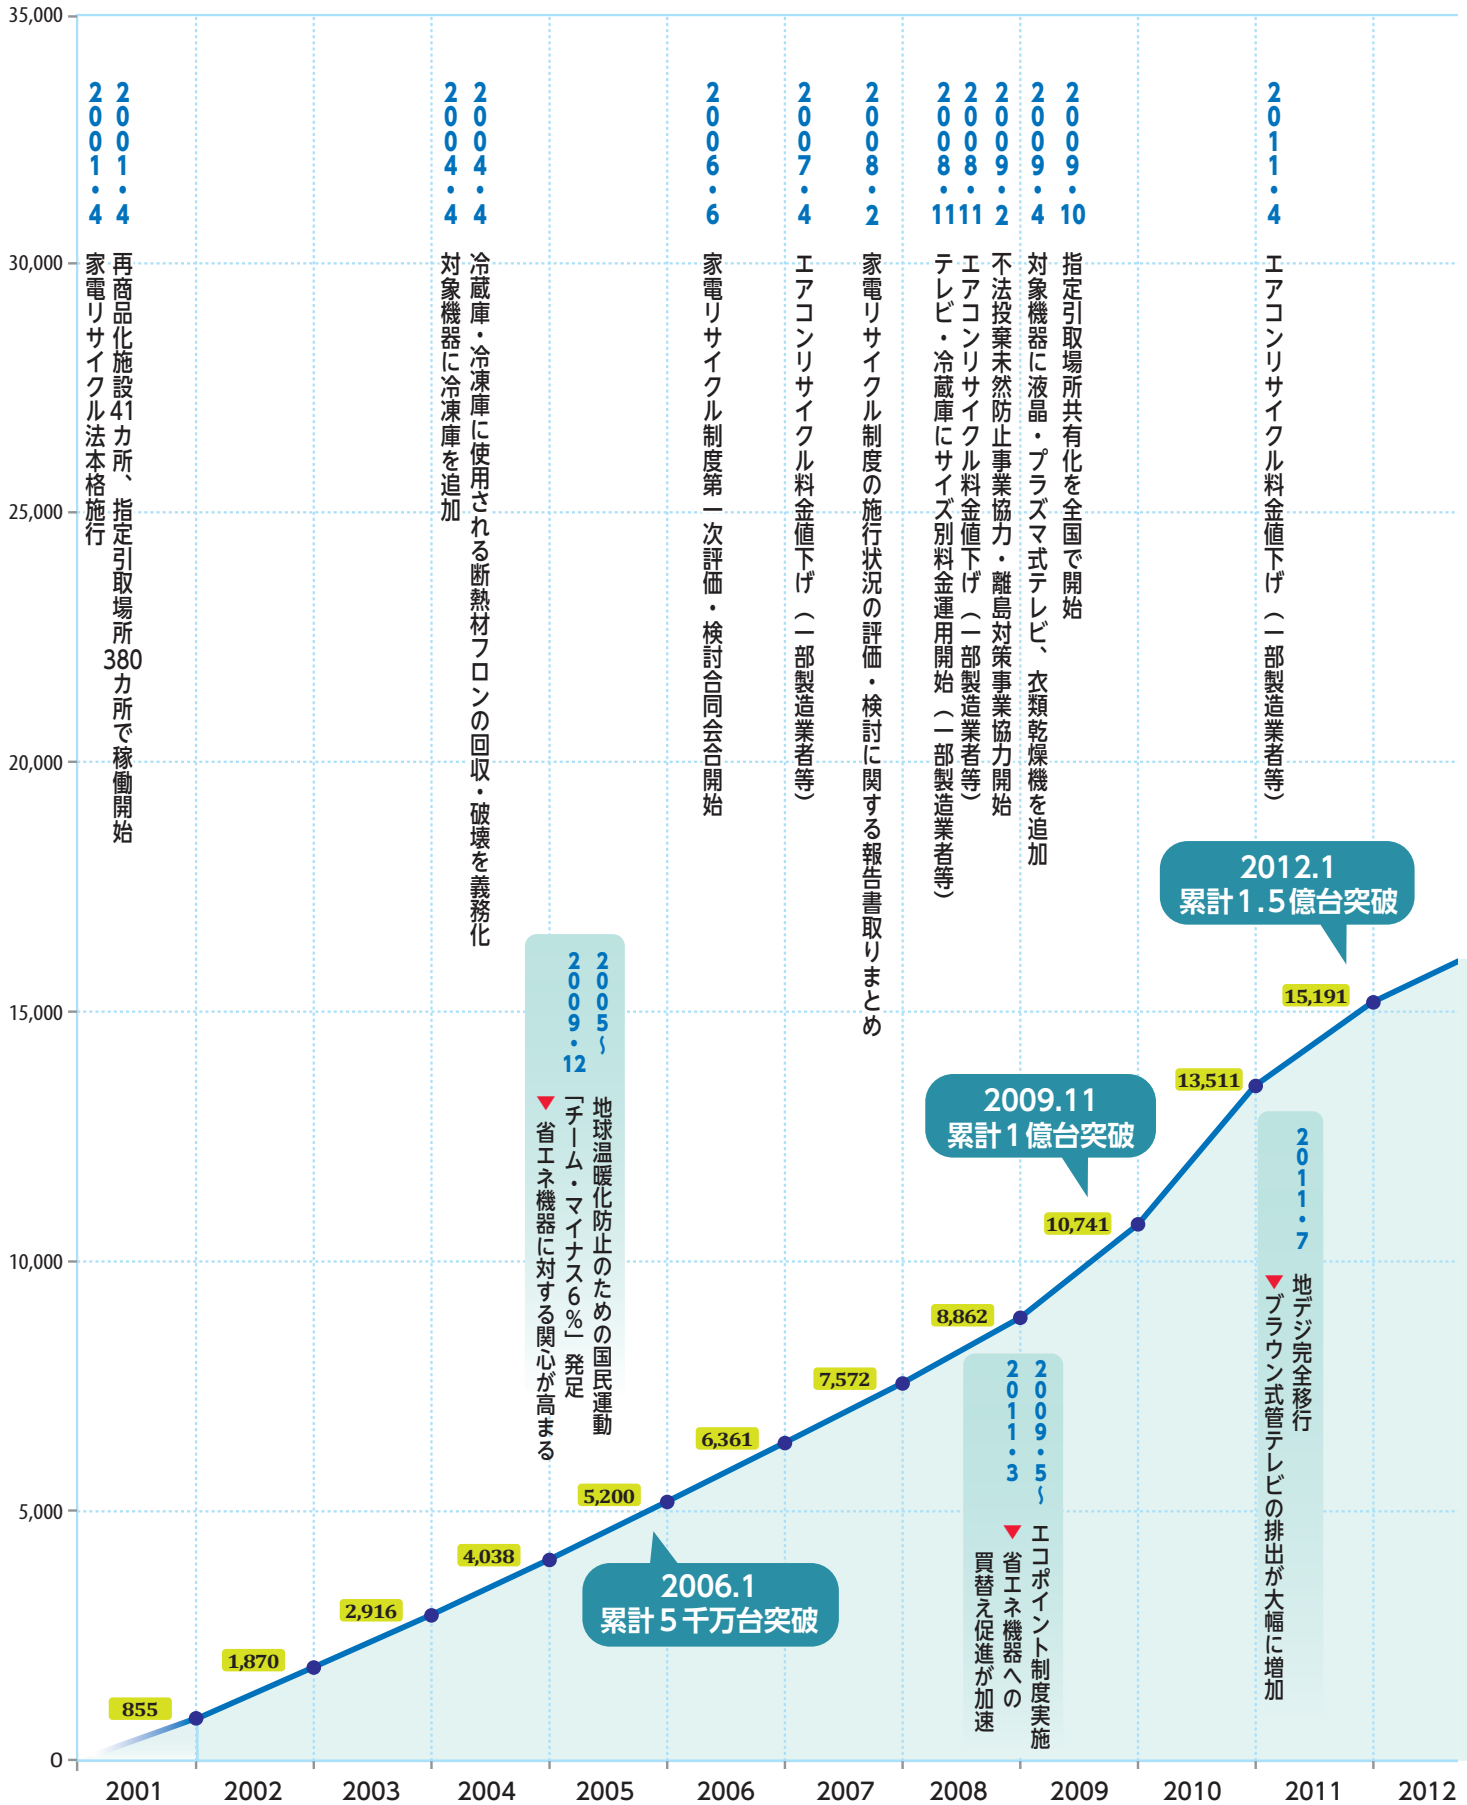 35,000
30,000
25,000
20,000
15,000
10,000
5,000
0
2001・4 家電リサイクル法本格施行
2001・4 再商品化施設41カ所、指定引取場所380カ所で稼働開始
2004・4 対象機器に冷凍庫を追加
2004・4 冷蔵庫・冷凍庫に使用される断熱材フロンの回収・破壊を義務化
2006・6 家電リサイクル制度第一次評価・検討合同会合開始
2007・4 エアコンリサイクル料金値下げ（一部製造業者等）
2008・2 家電リサイクル制度の施行状況の評価・検討に関する報告書取りまとめ
2008・11 テレビ・冷蔵庫にサイズ別料金運用開始（一部製造業者等）
2008・11 エアコンリサイクル料金値下げ（一部製造業者等）
2009・2 不法投棄未然防止事業協力・離島対策事業協力開始
2009・4 対象機器に液晶・プラズマ式テレビ、衣類乾燥機を追加
2009・10 指定引取場所共有化を全国で開始
2011・4 エアコンリサイクル料金値下げ（一部製造業者等）
2005～
2009・12
地球温暖化防止のための国民運動
「チーム・マイナス6％」発足
▼省エネ機器に対する関心が高まる
2009・5～
2011・3
エコポイント制度実施
▼省エネ機器への
買替え促進が加速
2011・7
地デジ完全移行
▼ブラウン式管テレビの排出が大幅に増加
2006.1
累計5千万台突破
2009.11
累計1億台突破
2012.1
累計1.5億台突破
855
1,870
2,916
4,038
5,200
6,361
7,572
8,862
10,741
13,511
15,191
2001
2002
2003
2004
2005
2006
2007
2008
2009
2010
2011
2012